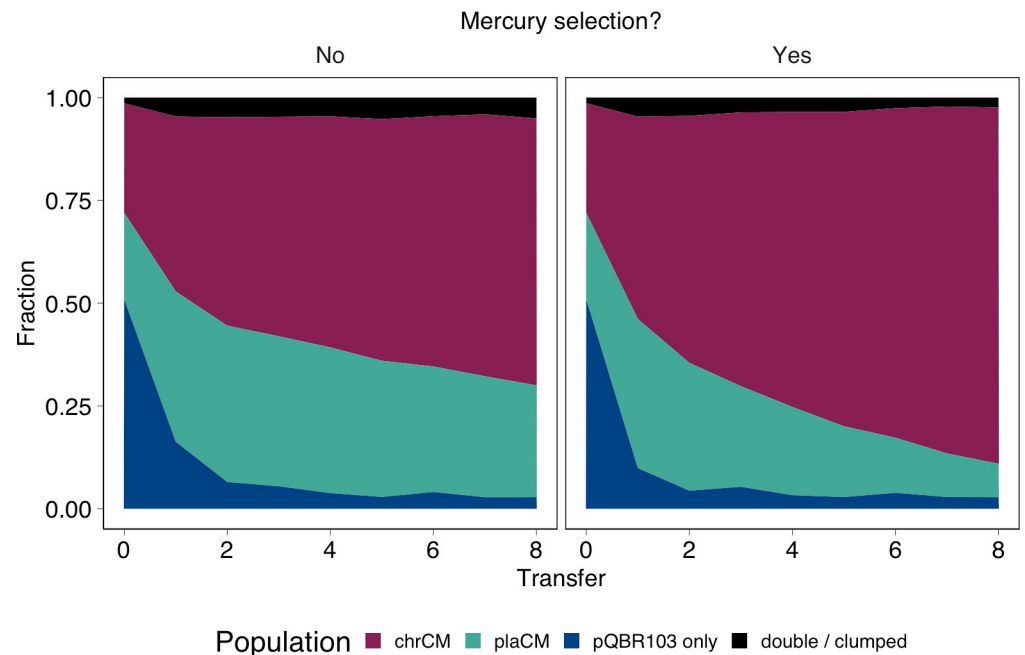 Mercury selection?
No Yes
1.00
0.75
0.50
0.25
0.00
Fraction
0 2 4 6 8 0 2 4 6 8
Transfer
Population chrCM plaCM pQBR103 only double / clumped